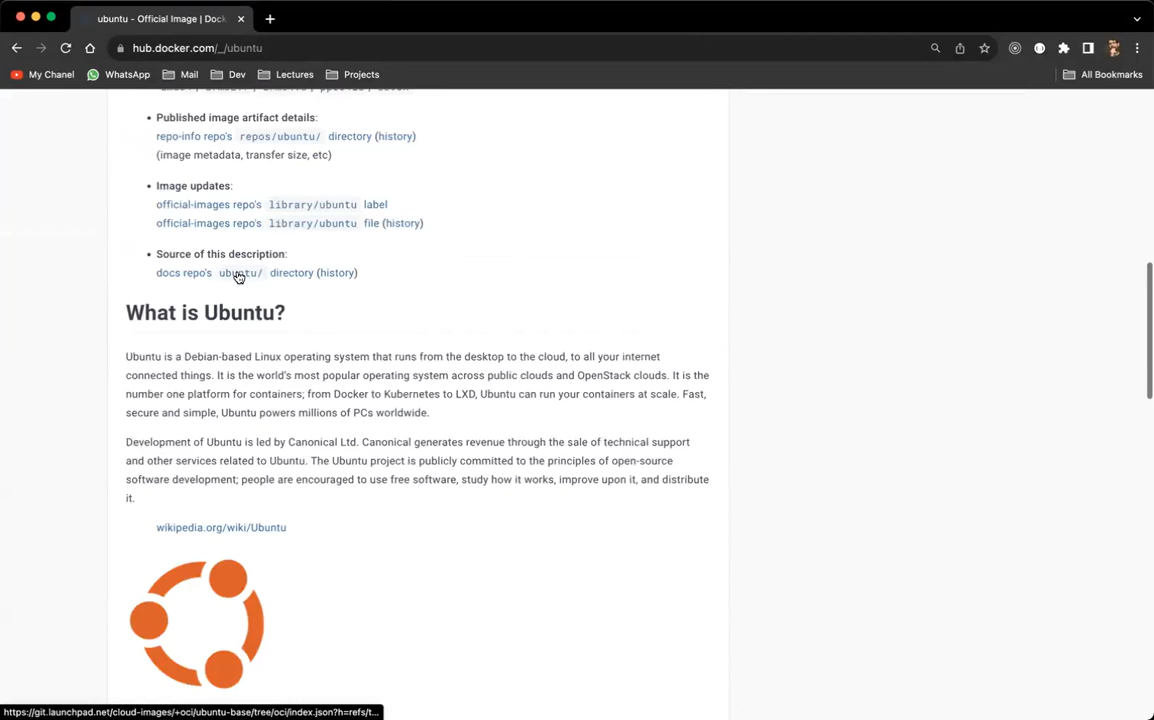 ubuntu - Official Image | Dock
hub.docker.com/_/ubuntu
My Chanel
WhatsApp
Mail
Dev
Lectures
Projects
All Bookmarks
• Published image artifact details:
repo-info repo's repos/ubuntu/ directory (history)
(image metadata, transfer size, etc)
• Image updates:
official-images repo's library/ubuntu label
official-images repo's library/ubuntu file (history)
• Source of this description:
docs repo's ubuntu/ directory (history)
What is Ubuntu?
Ubuntu is a Debian-based Linux operating system that runs from the desktop to the cloud, to all your internet
connected things. It is the world's most popular operating system across public clouds and OpenStack clouds. It is the
number one platform for containers; from Docker to Kubernetes to LXD, Ubuntu can run your containers at scale. Fast,
secure and simple, Ubuntu powers millions of PCs worldwide.
Development of Ubuntu is led by Canonical Ltd. Canonical generates revenue through the sale of technical support
and other services related to Ubuntu. The Ubuntu project is publicly committed to the principles of open-source
software development; people are encouraged to use free software, study how it works, improve upon it, and distribute
it.
wikipedia.org/wiki/Ubuntu
https://git.launchpad.net/cloud-images/+oci/ubuntu-base/tree/oci/index.json?h=refs/t...